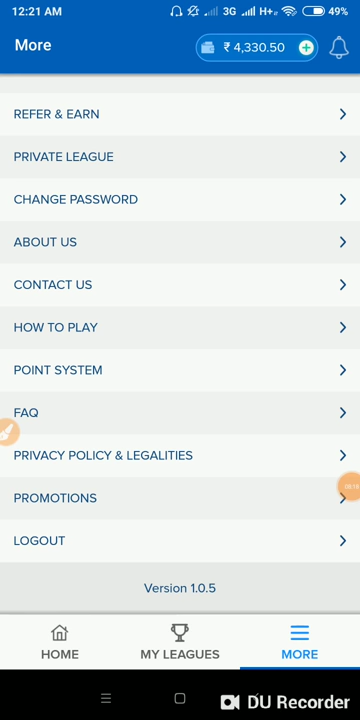 12:21 AM 3G H+ 49%
More ₹ 4,330.50
REFER & EARN
PRIVATE LEAGUE
CHANGE PASSWORD
ABOUT US
CONTACT US
HOW TO PLAY
POINT SYSTEM
FAQ
PRIVACY POLICY & LEGALITIES
PROMOTIONS
LOGOUT
Version 1.0.5
HOME MY LEAGUES MORE
DU Recorder